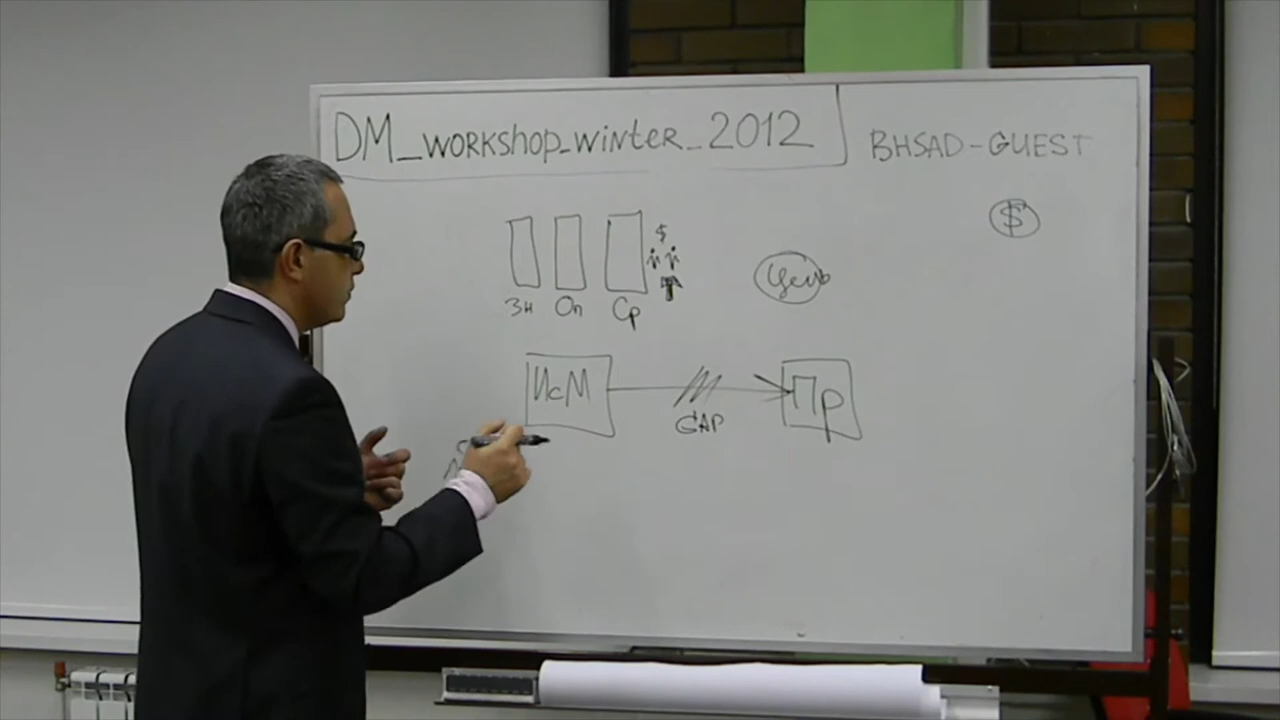 DM_WORKSHOP_WINTER_2012
BHSAD-GUEST
$
$
Зн Оп Ср
Цель
ИсМ
Пр
GAP